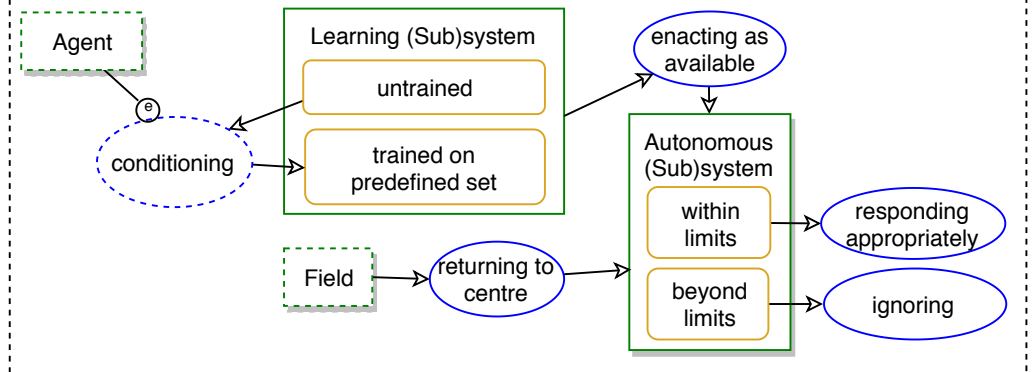 Agent
e
conditioning
Learning (Sub)system
untrained
trained on
predefined set
enacting as
available
Autonomous
(Sub)system
within
limits
beyond
limits
responding
appropriately
ignoring
Field
returning to
centre